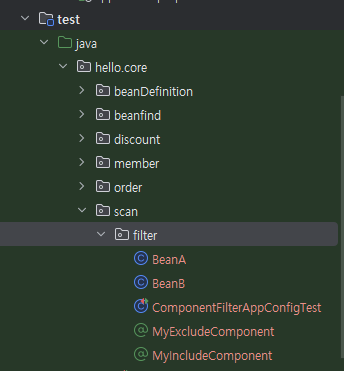 test
java
hello.core
beanDefinition
beanfind
discount
member
order
scan
filter
BeanA
BeanB
ComponentFilterAppConfigTest
MyExcludeComponent
MyIncludeComponent